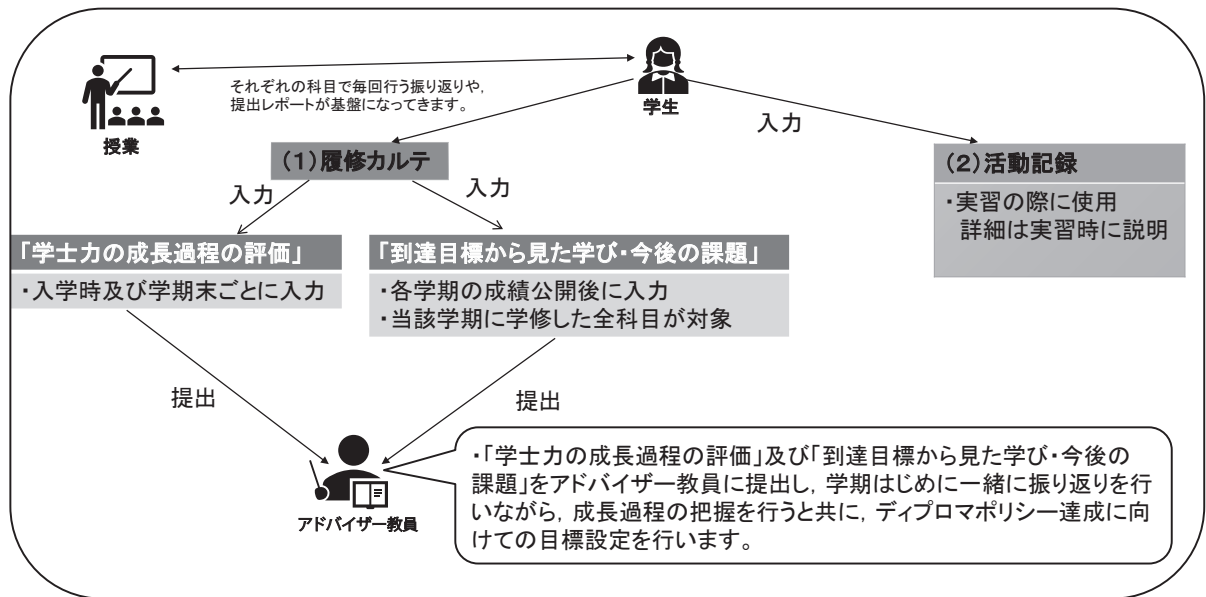 それぞれの科目で毎回行う振り返りや,
提出レポートが基盤になってきます。
授業
学生
入力
(1)履修カルテ
(2)活動記録
・実習の際に使用
詳細は実習時に説明
入力
入力
「学士力の成長過程の評価」
・入学時及び学期末ごとに入力
「到達目標から見た学び・今後の課題」
・各学期の成績公開後に入力
・当該学期に学修した全科目が対象
提出
提出
アドバイザー教員
・「学士力の成長過程の評価」及び「到達目標から見た学び・今後の
課題」をアドバイザー教員に提出し, 学期はじめに一緒に振り返りを行
いながら, 成長過程の把握を行うと共に, ディプロマポリシー達成に向
けての目標設定を行います。